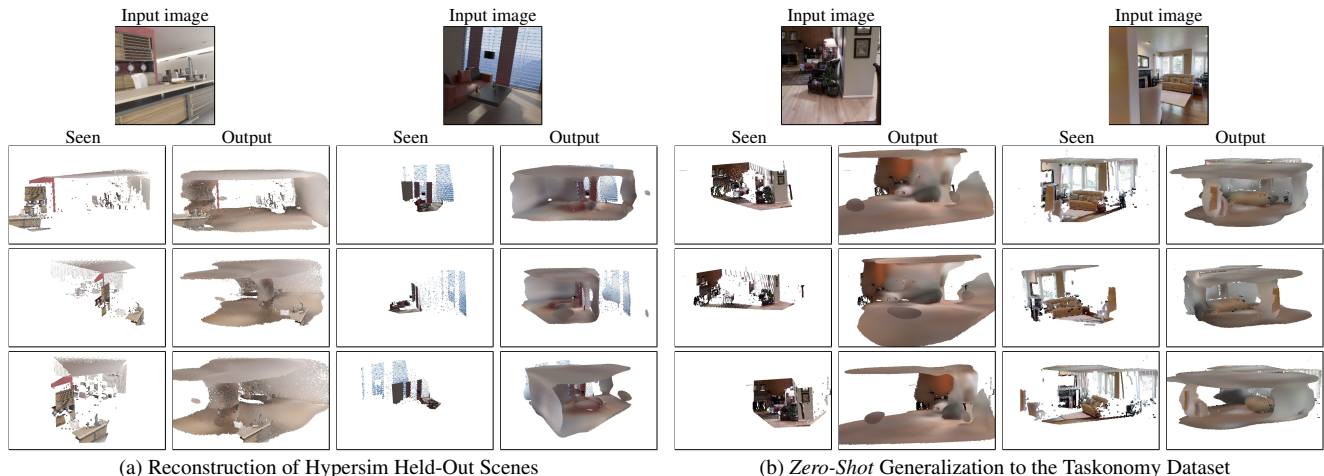 Input image
Input image
Input image
Input image
Seen
Output
Seen
Output
Seen
Output
Seen
Output
(a) Reconstruction of Hypersim Held-Out Scenes
(b) Zero-Shot Generalization to the Taskonomy Dataset